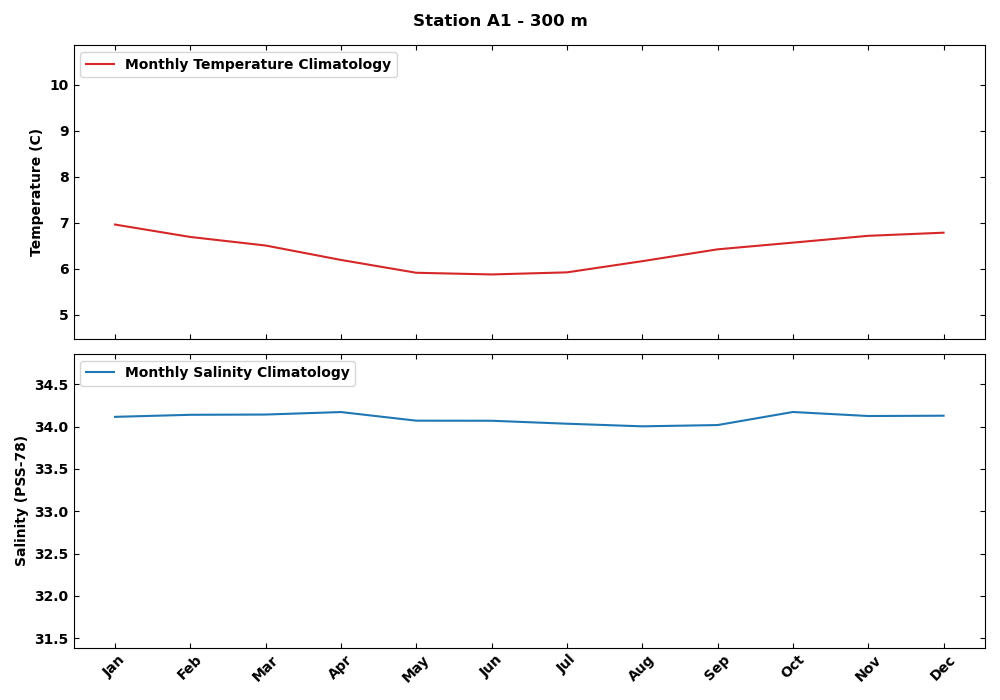 Station A1 - 300 m
Monthly Temperature Climatology
Temperature (C)
10
9
8
7
6
5
Monthly Salinity Climatology
Salinity (PSS-78)
34.5
34.0
33.5
33.0
32.5
32.0
31.5
Jan Feb Mar Apr May Jun Jul Aug Sep Oct Nov Dec